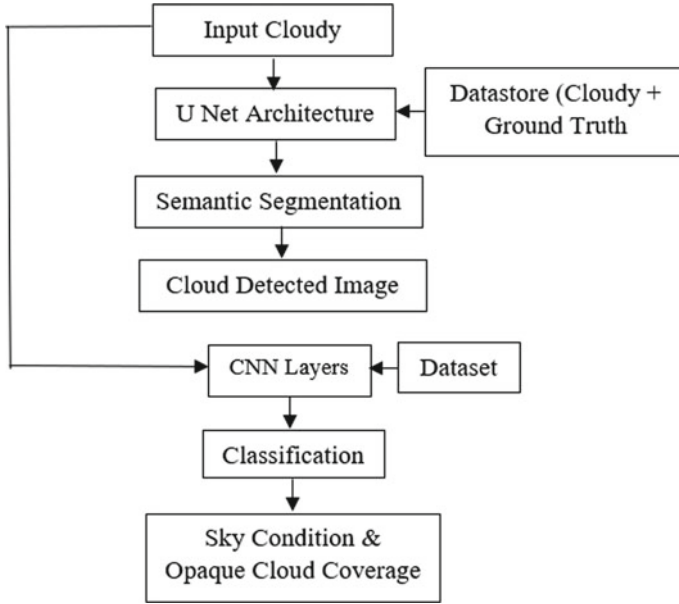 Input Cloudy
U Net Architecture
Datastore (Cloudy +
Ground Truth
Semantic Segmentation
Cloud Detected Image
CNN Layers
Dataset
Classification
Sky Condition &
Opaque Cloud Coverage